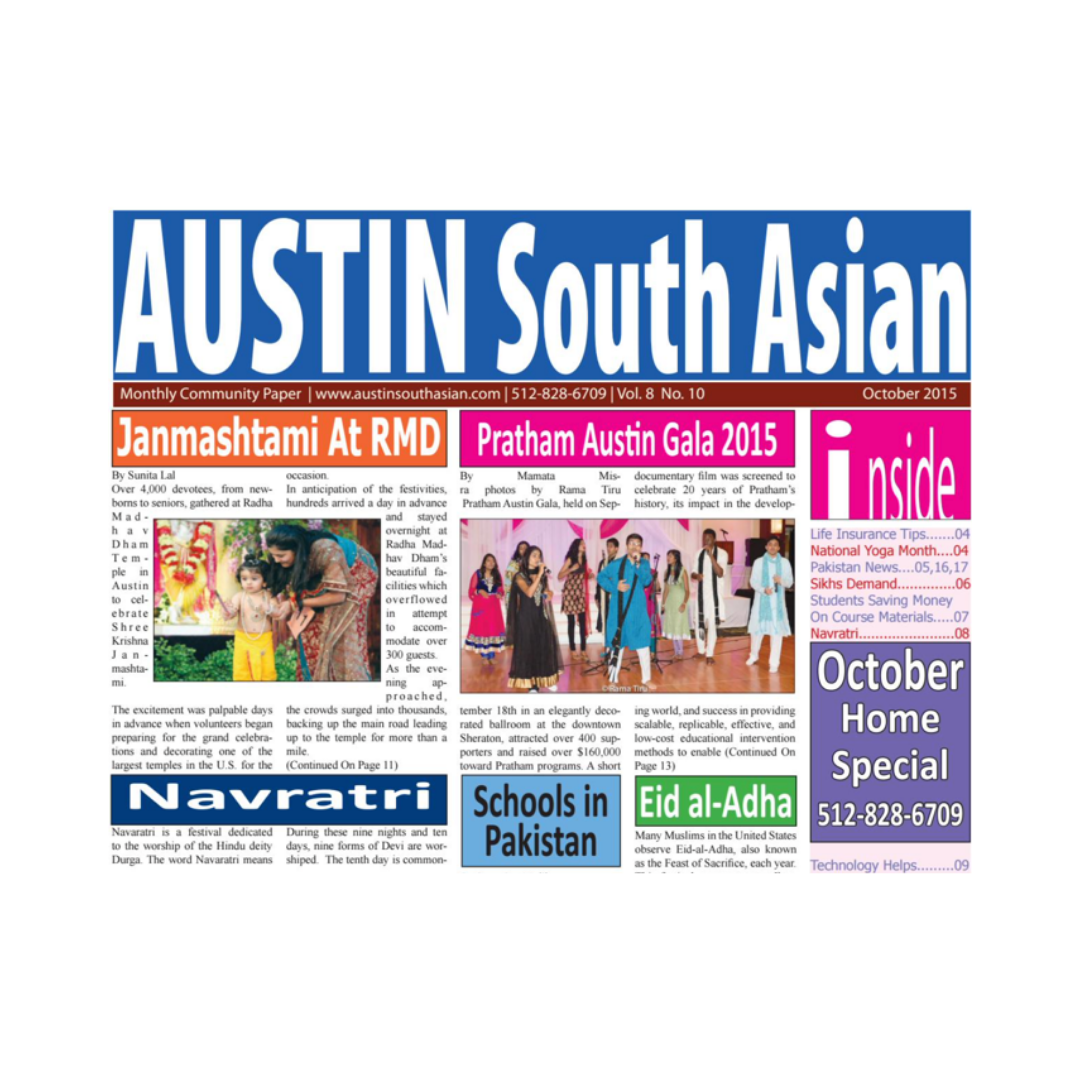 AUSTIN South Asian
Monthly Community Paper | www.austinsouthasian.com | 512-828-6709 | Vol. 8 No. 10 October 2015
Janmashtami At RMD
By Sunita Lal
Over 4,000 devotees, from new-
borns to seniors, gathered at Radha
Mad-
hav
Dham
Tem-
ple in
Austin
to cel-
ebrate
Shree
Krishna
Jan-
mashta-
mi.
The excitement was palpable days
in advance when volunteers began
preparing for the grand celebra-
tions and decorating one of the
largest temples in the U.S. for the
occasion.
In anticipation of the festivities,
hundreds arrived a day in advance
and stayed
overnight at
Radha Mad-
hav Dham's
beautiful fa-
cilities which
overflowed
in attempt
to accom-
modate over
300 guests.
As the eve-
ning ap-
proached,
the crowds surged into thousands,
backing up the main road leading
up to the temple for more than a
mile.
(Continued On Page 11)
Pratham Austin Gala 2015
By Mamata Mis-
ra photos by Rama Tiru
Pratham Austin Gala, held on Sep-
©Rama Tiru
tember 18th in an elegantly deco-
rated ballroom at the downtown
Sheraton, attracted over 400 sup-
porters and raised over $160,000
toward Pratham programs. A short
documentary film was screened to
celebrate 20 years of Pratham's
history, its impact in the develop-
ing world, and success in providing
scalable, replicable, effective, and
low-cost educational intervention
methods to enable (Continued On
Page 13)
inside
Life Insurance Tips.......04
National Yoga Month....04
Pakistan News....05,16,17
Sikhs Demand.............06
Students Saving Money
On Course Materials.....07
Navratri.....................08
October
Home
Special
512-828-6709
Technology Helps.........09
Navratri
Navaratri is a festival dedicated
to the worship of the Hindu deity
Durga. The word Navaratri means
During these nine nights and ten
days, nine forms of Devi are wor-
shiped. The tenth day is common-
Schools in
Pakistan
Eid al-Adha
Many Muslims in the United States
observe Eid-al-Adha, also known
as the Feast of Sacrifice, each year.